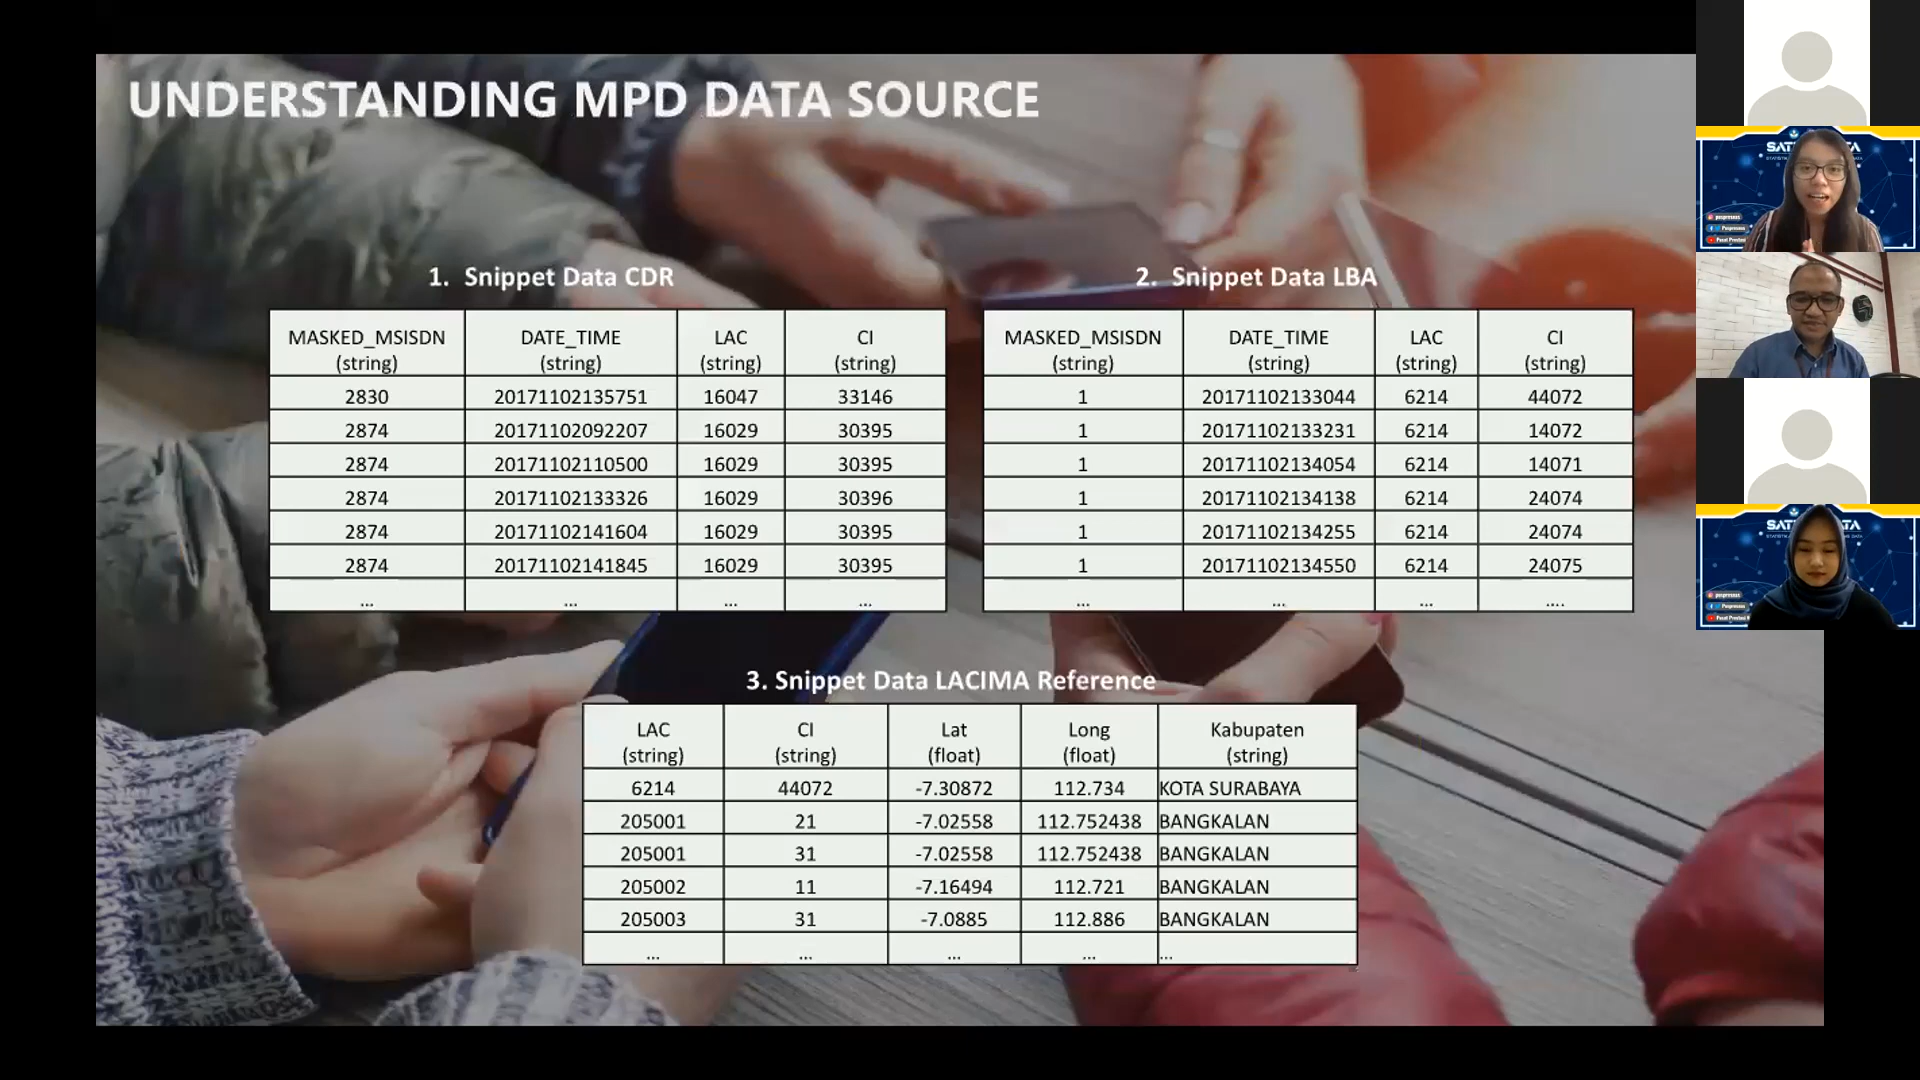 UNDERSTANDING MPD DATA SOURCE
1. Snippet Data CDR
MASKED_MSISDN (string) DATE_TIME (string) LAC (string) CI (string)
2830 20171102135751 16047 33146
2874 20171102092207 16029 30395
2874 20171102110500 16029 30395
2874 20171102133326 16029 30396
2874 20171102141604 16029 30395
2874 20171102141845 16029 30395
... ... ... ...
2. Snippet Data LBA
MASKED_MSISDN (string) DATE_TIME (string) LAC (string) CI (string)
1 20171102133044 6214 44072
1 20171102133231 6214 14072
1 20171102134054 6214 14071
1 20171102134138 6214 24074
1 20171102134255 6214 24074
1 20171102134550 6214 24075
... ... ... ....
3. Snippet Data LACIMA Reference
LAC (string) CI (string) Lat (float) Long (float) Kabupaten (string)
6214 44072 -7.30872 112.734 KOTA SURABAYA
205001 21 -7.02558 112.752438 BANGKALAN
205001 31 -7.02558 112.752438 BANGKALAN
205002 11 -7.16494 112.721 BANGKALAN
205003 31 -7.0885 112.886 BANGKALAN
... ... ... ... ...